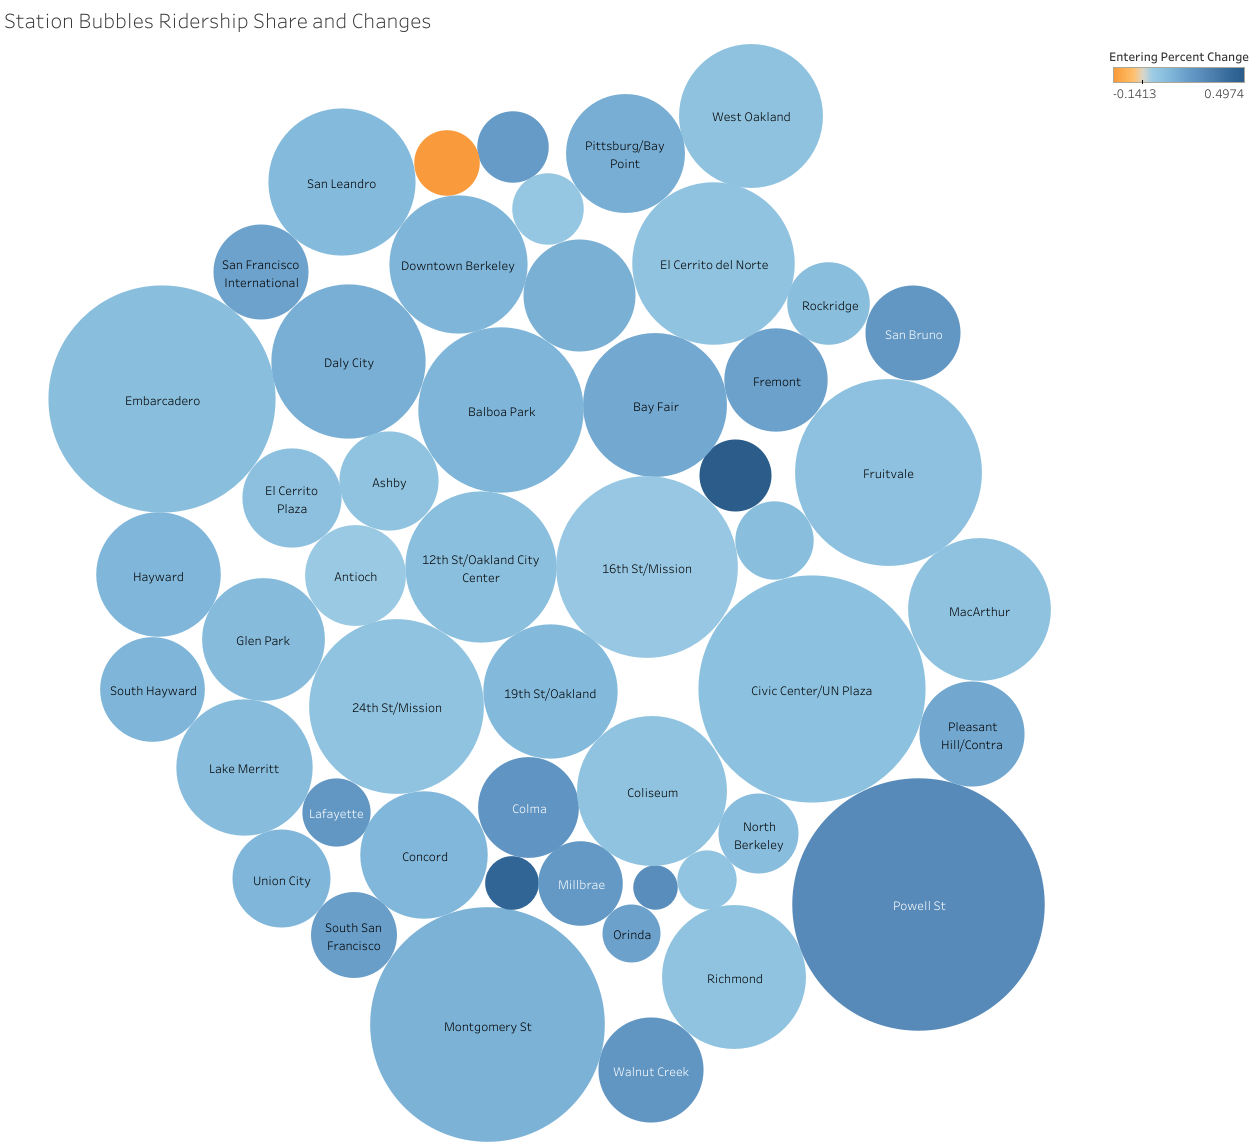 Station Bubbles Ridership Share and Changes
Entering Percent Change
-0.1413
0.4974
West Oakland
Pittsburg/Bay
Point
San Leandro
San Francisco
International
Downtown Berkeley
El Cerrito del Norte
Rockridge
San Bruno
Daly City
Fremont
Embarcadero
Balboa Park
Bay Fair
Fruitvale
Ashby
El Cerrito
Plaza
12th St/Oakland City
Center
16th St/Mission
Hayward
Antioch
MacArthur
Glen Park
South Hayward
19th St/Oakland
Civic Center/UN Plaza
24th St/Mission
Pleasant
Hill/Contra
Lake Merritt
Coliseum
Lafayette
Colma
North
Berkeley
Concord
Union City
Millbrae
Powell St
South San
Francisco
Orinda
Richmond
Montgomery St
Walnut Creek